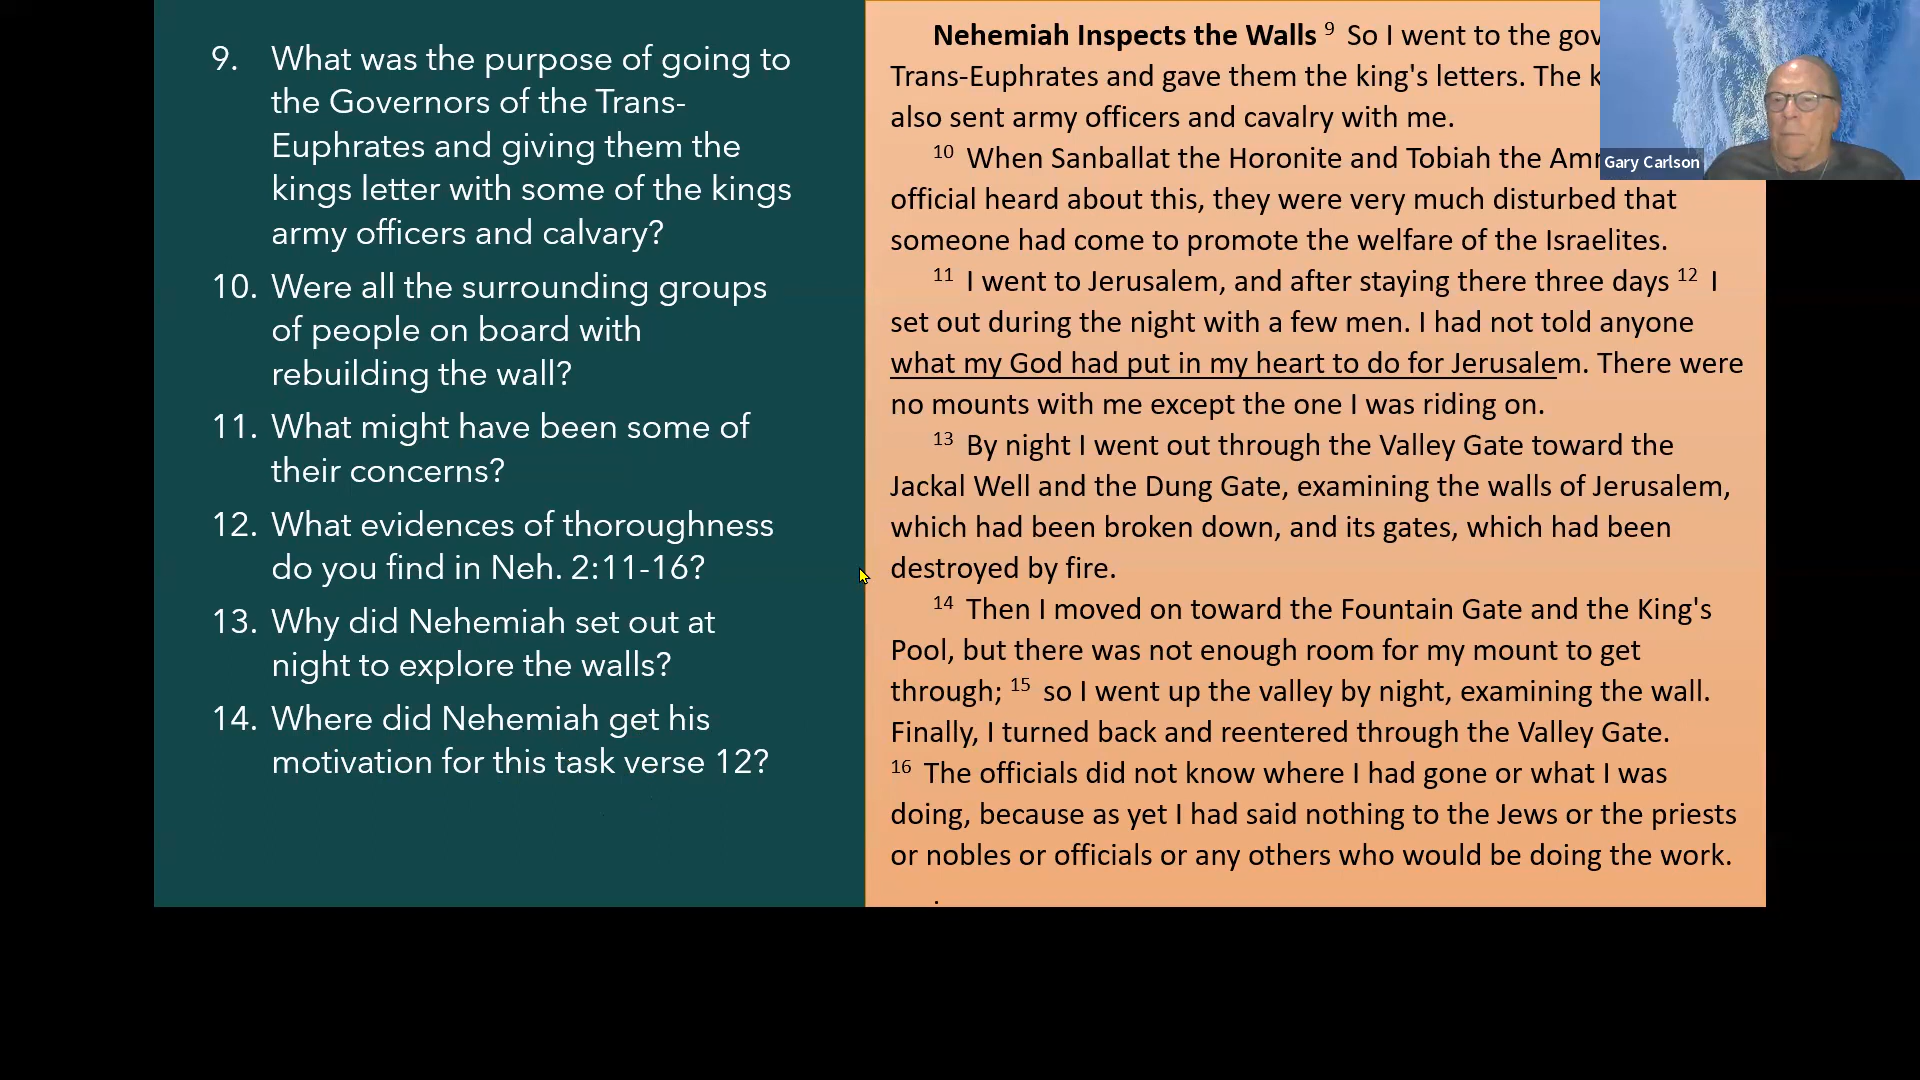 9. What was the purpose of going to
the Governors of the Trans-
Euphrates and giving them the
kings letter with some of the kings
army officers and calvary?
10. Were all the surrounding groups
of people on board with
rebuilding the wall?
11. What might have been some of
their concerns?
12. What evidences of thoroughness
do you find in Neh. 2:11-16?
13. Why did Nehemiah set out at
night to explore the walls?
14. Where did Nehemiah get his
motivation for this task verse 12?
Nehemiah Inspects the Walls 9 So I went to the
Trans-Euphrates and gave them the king's letters. The
also sent army officers and cavalry with me.
10 When Sanballat the Horonite and Tobiah the
official heard about this, they were very much disturbed that
someone had come to promote the welfare of the Israelites.
11 I went to Jerusalem, and after staying there three days 12 I
set out during the night with a few men. I had not told anyone
what my God had put in my heart to do for Jerusalem. There were
no mounts with me except the one I was riding on.
13 By night I went out through the Valley Gate toward the
Jackal Well and the Dung Gate, examining the walls of Jerusalem,
which had been broken down, and its gates, which had been
destroyed by fire.
14 Then I moved on toward the Fountain Gate and the King's
Pool, but there was not enough room for my mount to get
through; 15 so I went up the valley by night, examining the wall.
Finally, I turned back and reentered through the Valley Gate.
16 The officials did not know where I had gone or what I was
doing, because as yet I had said nothing to the Jews or the priests
or nobles or officials or any others who would be doing the work.
.
Gary Carlson